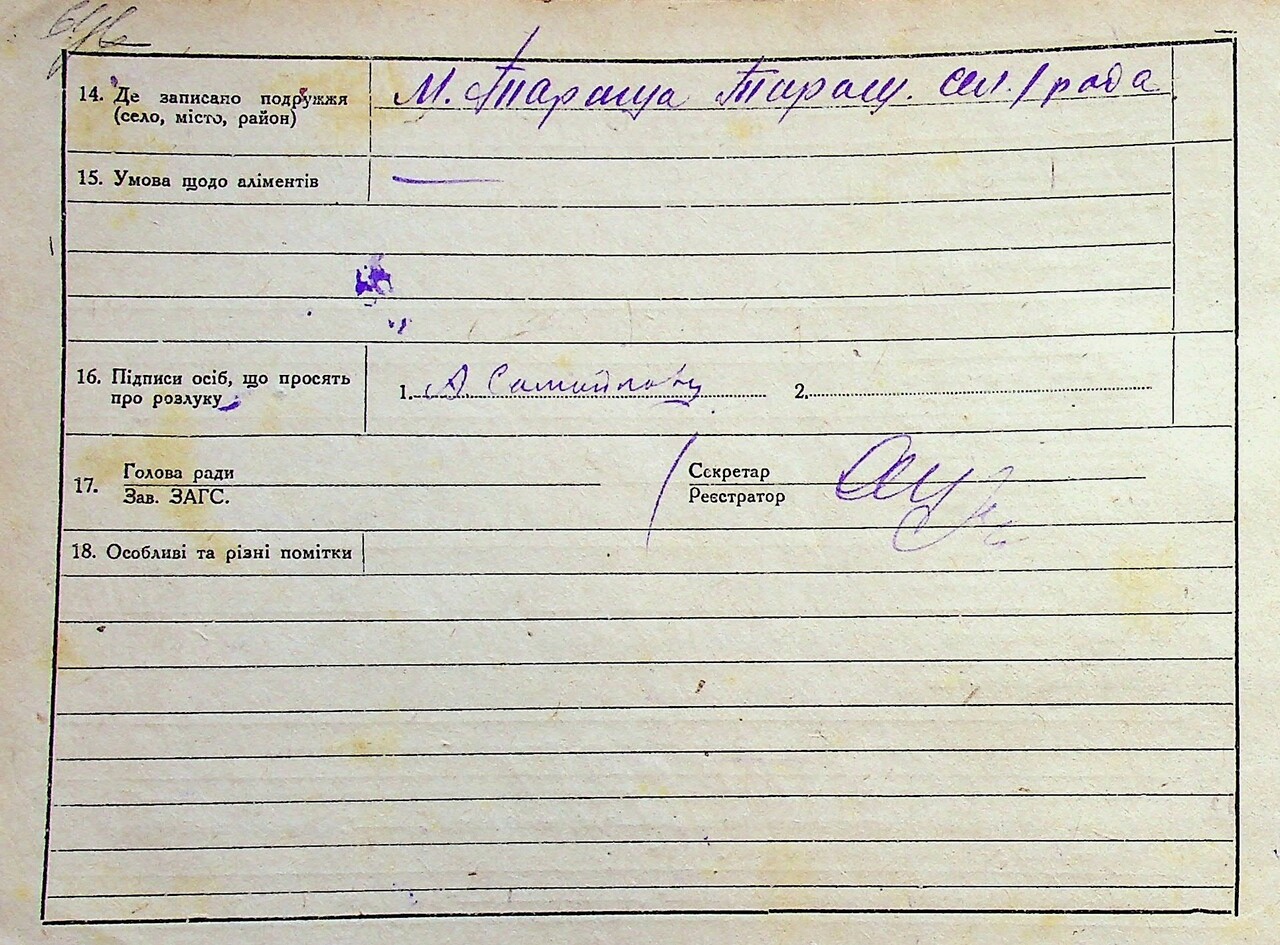 14. Де записано подружжя
(село, місто, район)
М. Тараща Таращ. сел./рада
15. Умова щодо аліментів
16. Підписи осіб, що просять
про розлуку
1. А. Самойлов
2.
17. Голова ради
Зав. ЗАГС.
Секретар
Реєстратор
18. Особливі та різні помітки